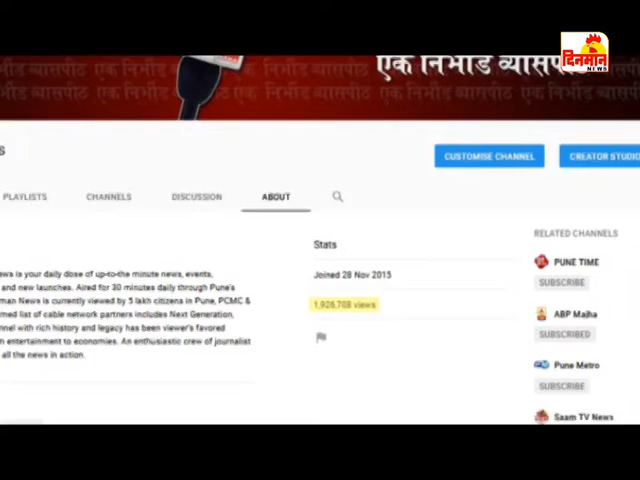 दिनमान
NEWS
एक निर्भीड व्यासपीठ
एक निर्भीड व्यासपीठ
s
CUSTOMISE CHANNEL
CREATOR STUDIO
PLAYLISTS
CHANNELS
DISCUSSION
ABOUT
RELATED CHANNELS
Stats
PUNE TIME
Joined 28 Nov 2015
SUBSCRIBE
ews is your daily dose of up-to-the minute news, events,
and new launches. Aired for 30 minutes daily through Pune's
man News is currently viewed by 5 lakh citizens in Pune, PCMC &
1,926,708 views
rmed list of cable network partners includes Next Generation,
nnel with rich history and legacy has been viewer's favored
m entertainment to economies. An enthusiastic crew of journalist
all the news in action.
ABP Majha
SUBSCRIBED
Pune Metro
SUBSCRIBED
Saam TV News